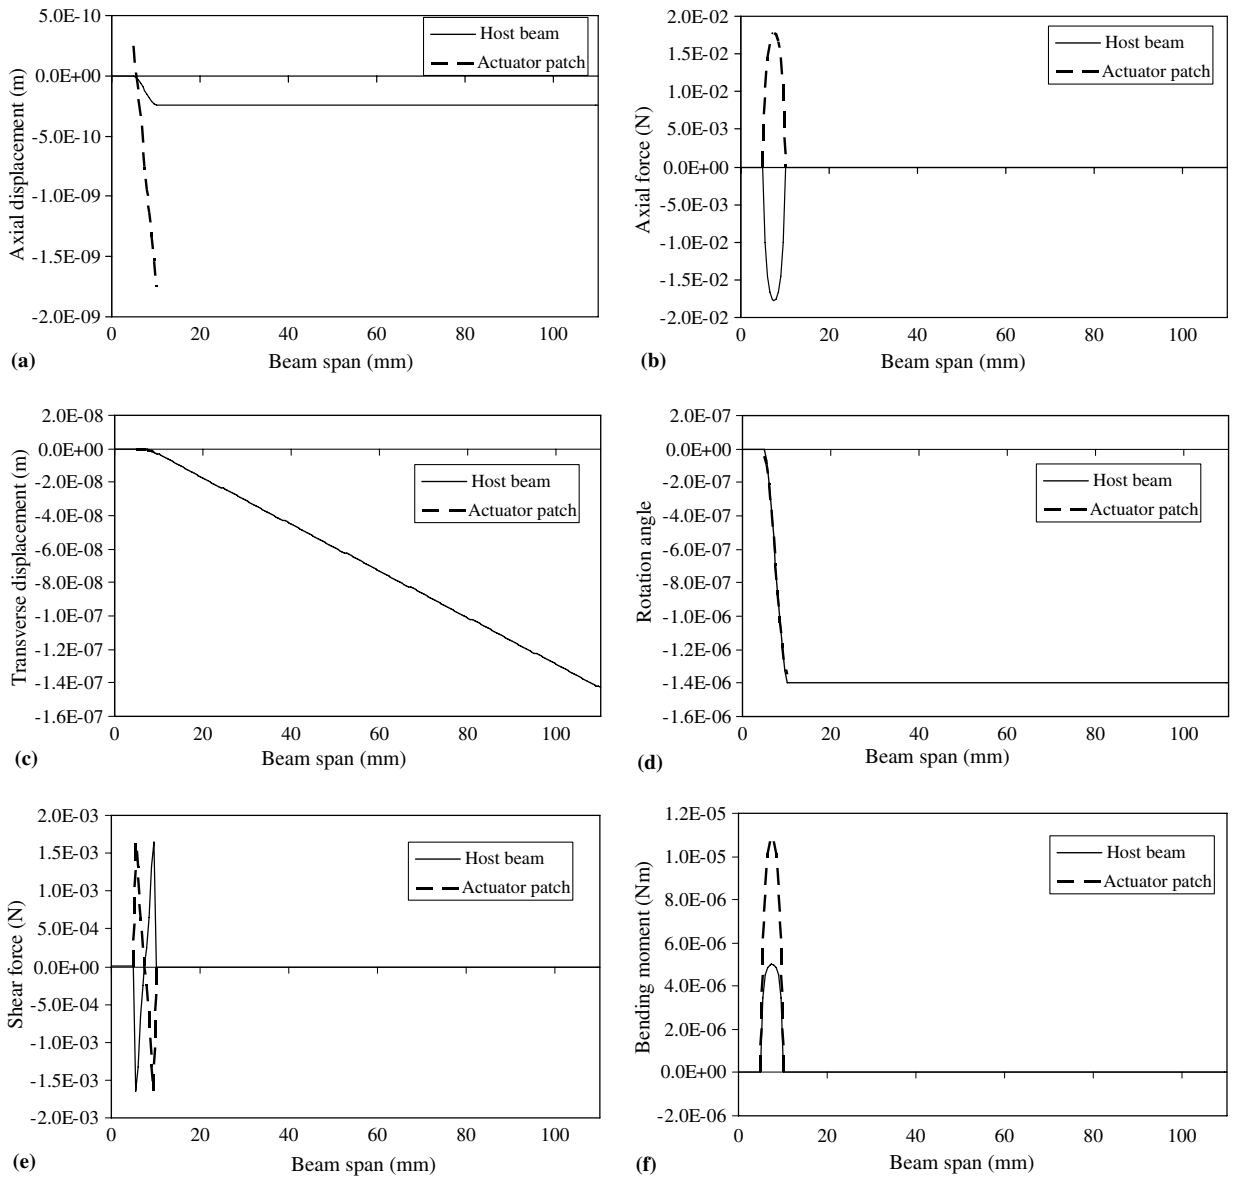 5.0E-10
0.0E+00
-5.0E-10
-1.0E-09
-1.5E-09
-2.0E-09
Axial displacement (m)
Host beam
Actuator patch
0 20 40 60 80 100
Beam span (mm)
(a)
2.0E-02
1.5E-02
1.0E-02
5.0E-03
0.0E+00
-5.0E-03
-1.0E-02
-1.5E-02
-2.0E-02
Axial force (N)
Host beam
Actuator patch
0 20 40 60 80 100
Beam span (mm)
(b)
2.0E-08
0.0E+00
-2.0E-08
-4.0E-08
-6.0E-08
-8.0E-08
-1.0E-07
-1.2E-07
-1.4E-07
-1.6E-07
Transverse displacement (m)
Host beam
Actuator patch
0 20 40 60 80 100
Beam span (mm)
(c)
2.0E-07
0.0E+00
-2.0E-07
-4.0E-07
-6.0E-07
-8.0E-07
-1.0E-06
-1.2E-06
-1.4E-06
-1.6E-06
Rotation angle
Host beam
Actuator patch
0 20 40 60 80 100
Beam span (mm)
(d)
2.0E-03
1.5E-03
1.0E-03
5.0E-04
0.0E+00
-5.0E-04
-1.0E-03
-1.5E-03
-2.0E-03
Shear force (N)
Host beam
Actuator patch
0 20 40 60 80 100
Beam span (mm)
(e)
1.2E-05
1.0E-05
8.0E-06
6.0E-06
4.0E-06
2.0E-06
0.0E+00
-2.0E-06
Bending moment (Nm)
Host beam
Actuator patch
0 20 40 60 80 100
Beam span (mm)
(f)